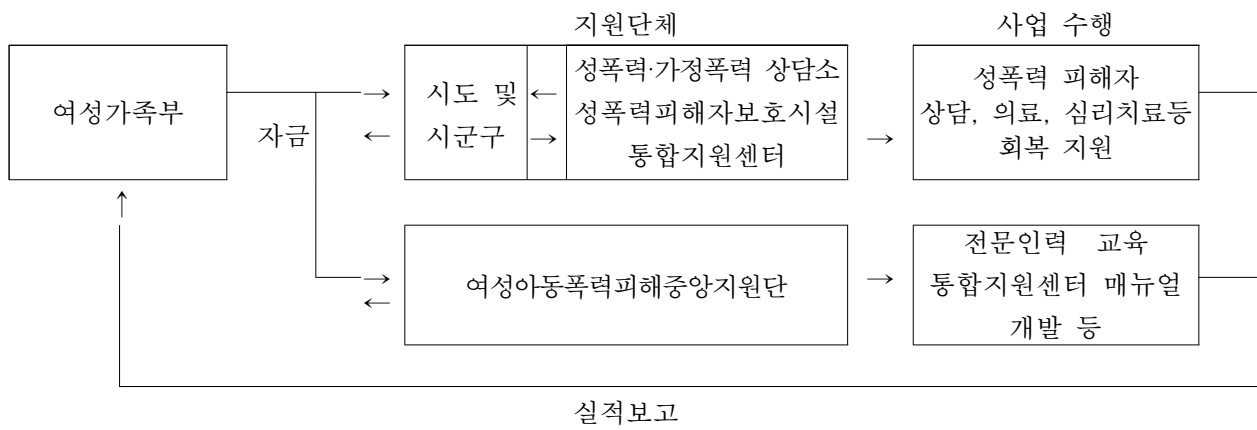 지원단체
사업 수행
여성가족부
자금
시도 및
시군구
성폭력·가정폭력 상담소
성폭력피해자보호시설
통합지원센터
성폭력 피해자
상담, 의료, 심리치료등
회복 지원
여성아동폭력피해중앙지원단
전문인력 교육
통합지원센터 매뉴얼
개발 등
실적보고